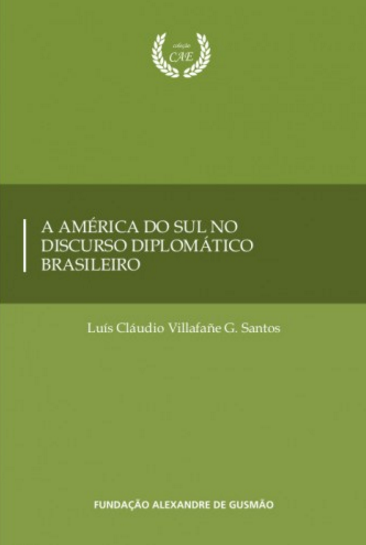 coleção
CAE
A AMÉRICA DO SUL NO
DISCURSO DIPLOMÁTICO
BRASILEIRO
Luís Cláudio Villafañe G. Santos
FUNDAÇÃO ALEXANDRE DE GUSMÃO